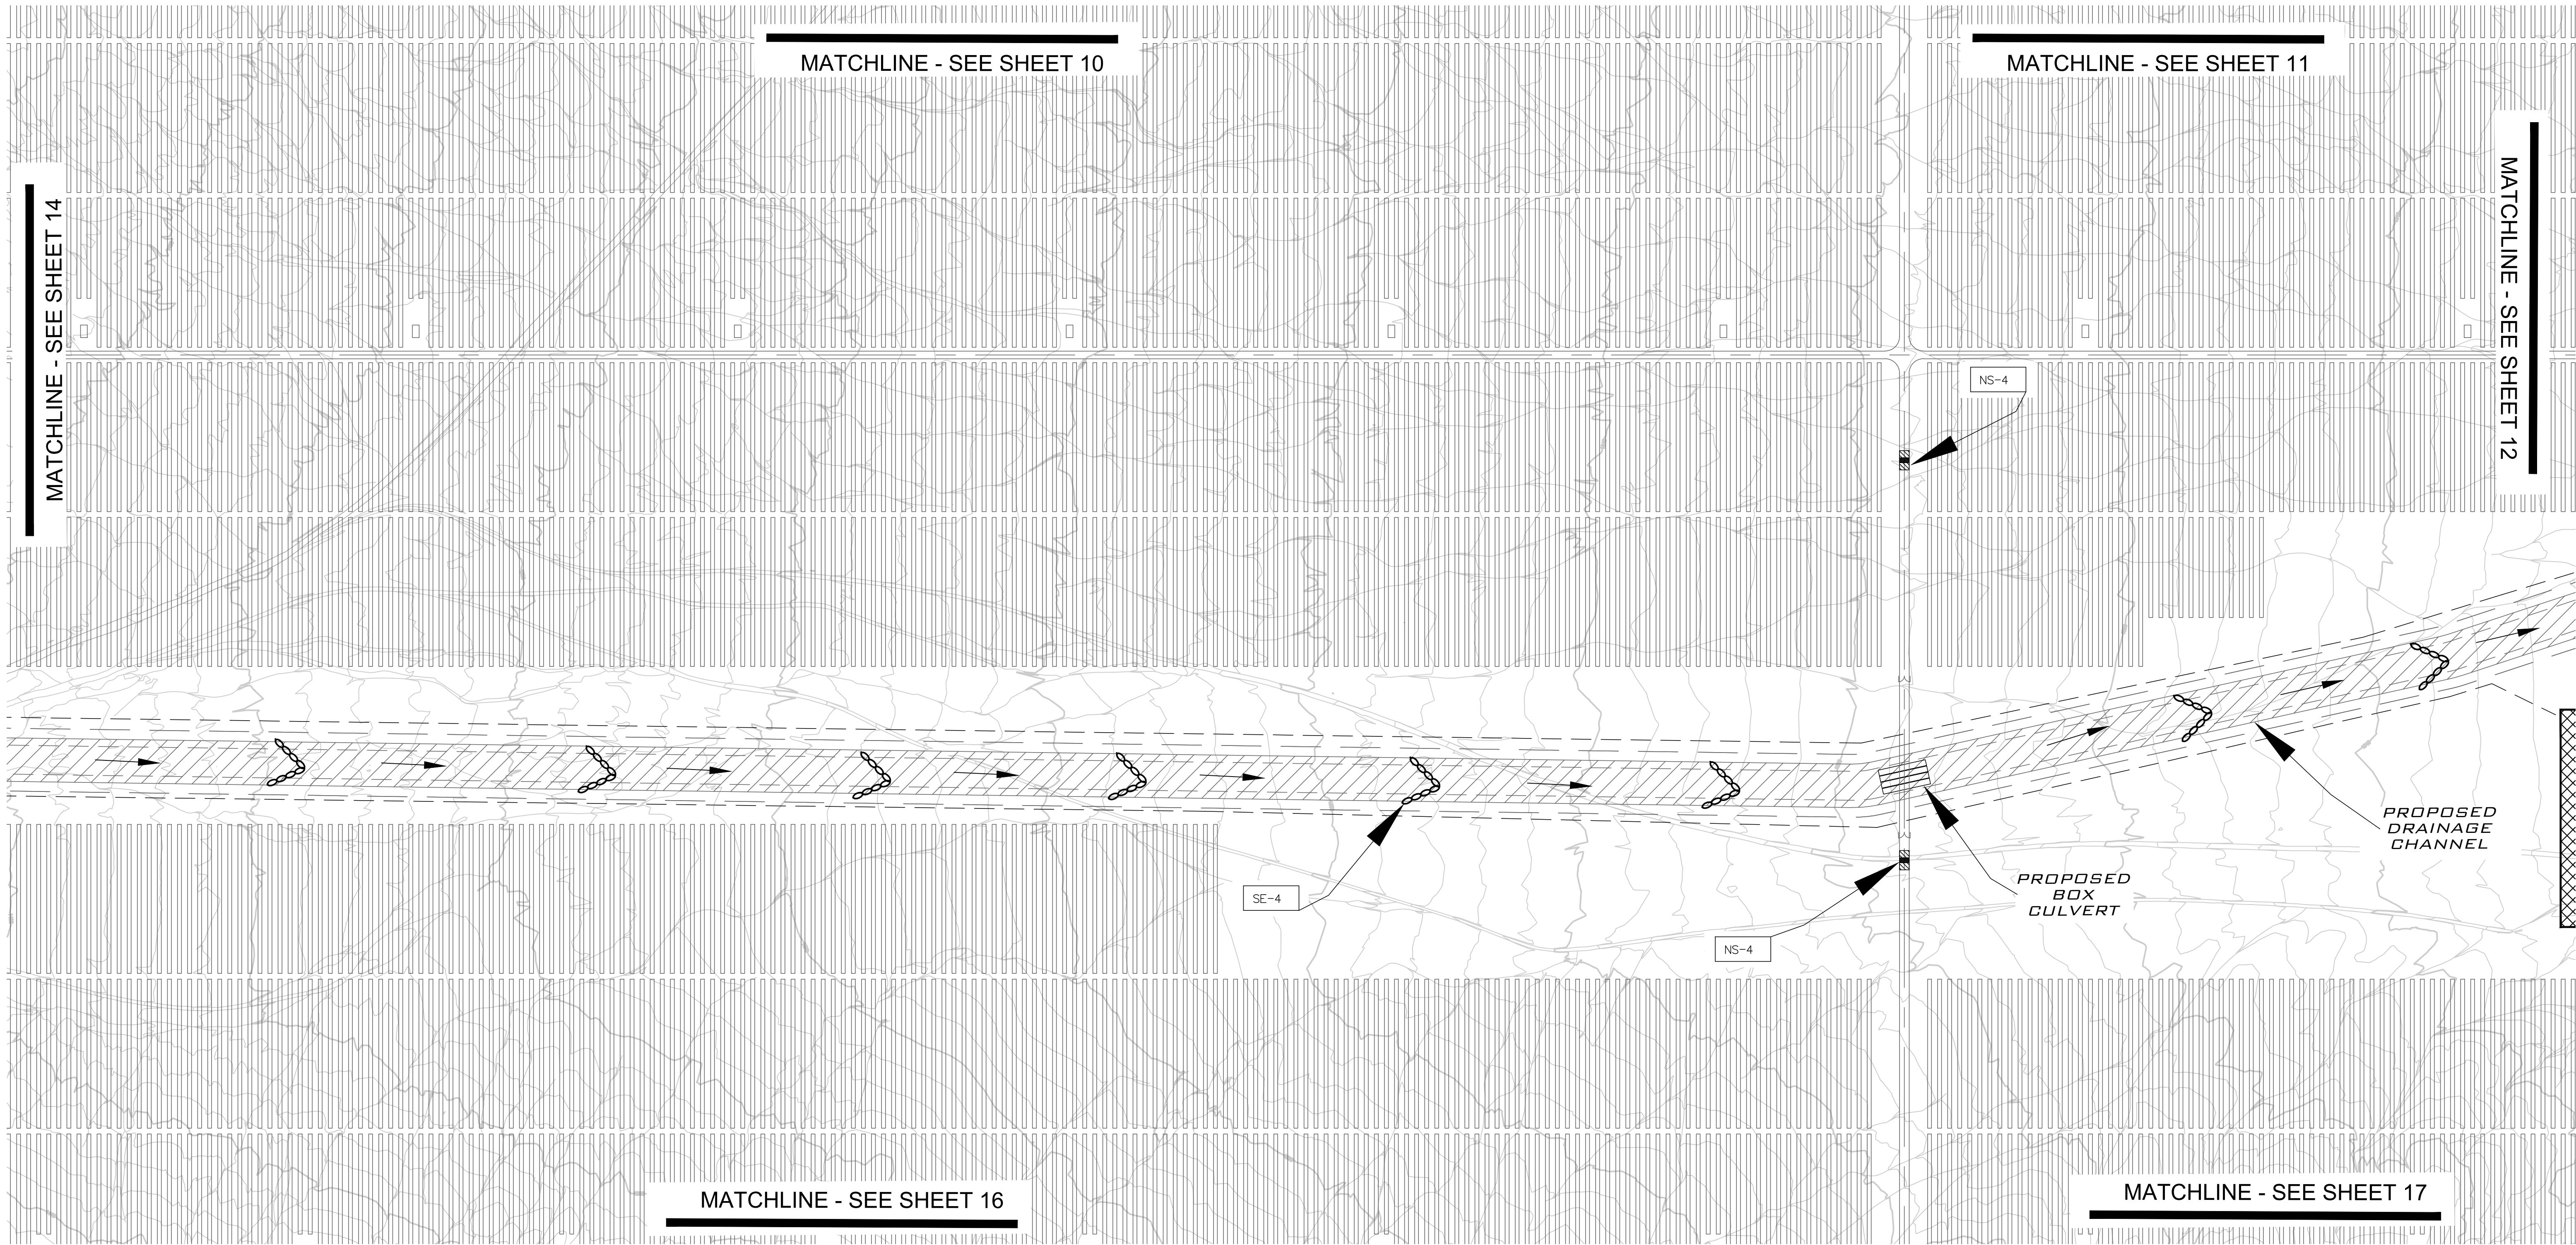 MATCHLINE - SEE SHEET 10
MATCHLINE - SEE SHEET 11
MATCHLINE - SEE SHEET 14
MATCHLINE - SEE SHEET 12
NS-4
SE-4
NS-4
PROPOSED
BOX
CULVERT
PROPOSED
DRAINAGE
CHANNEL
MATCHLINE - SEE SHEET 16
MATCHLINE - SEE SHEET 17